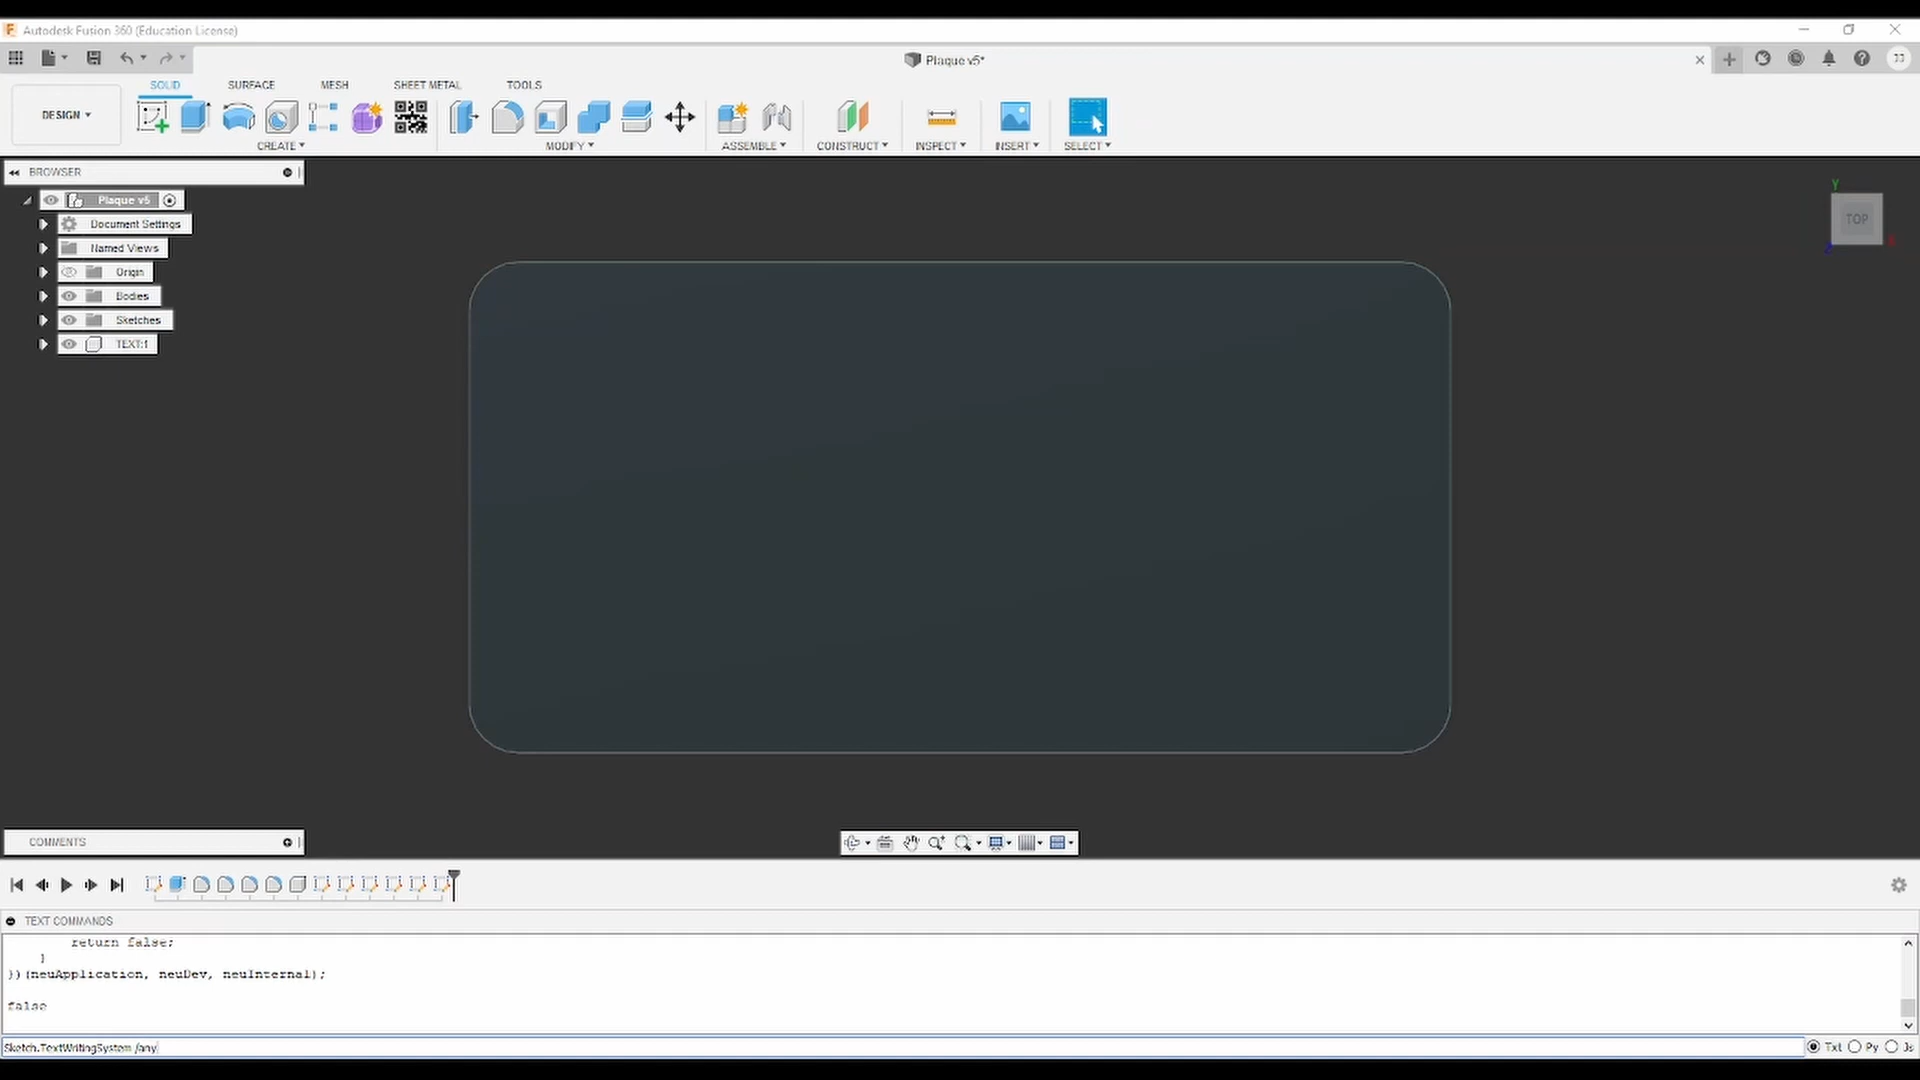 Autodesk Fusion 360 (Education License)
Plaque v5*
SOLID SURFACE MESH SHEET METAL TOOLS
DESIGN
CREATE MODIFY ASSEMBLE CONSTRUCT INSPECT INSERT SELECT
BROWSER
Plaque v5
Document Settings
Named Views
Origin
Bodies
Sketches
TEXT:1
Y
TOP
X
Z
COMMENTS
TEXT COMMANDS
return false;
}
})(neuApplication, neuDev, neuInternal);
false
Sketch.TextWritingSystem /any
Txt Py Js